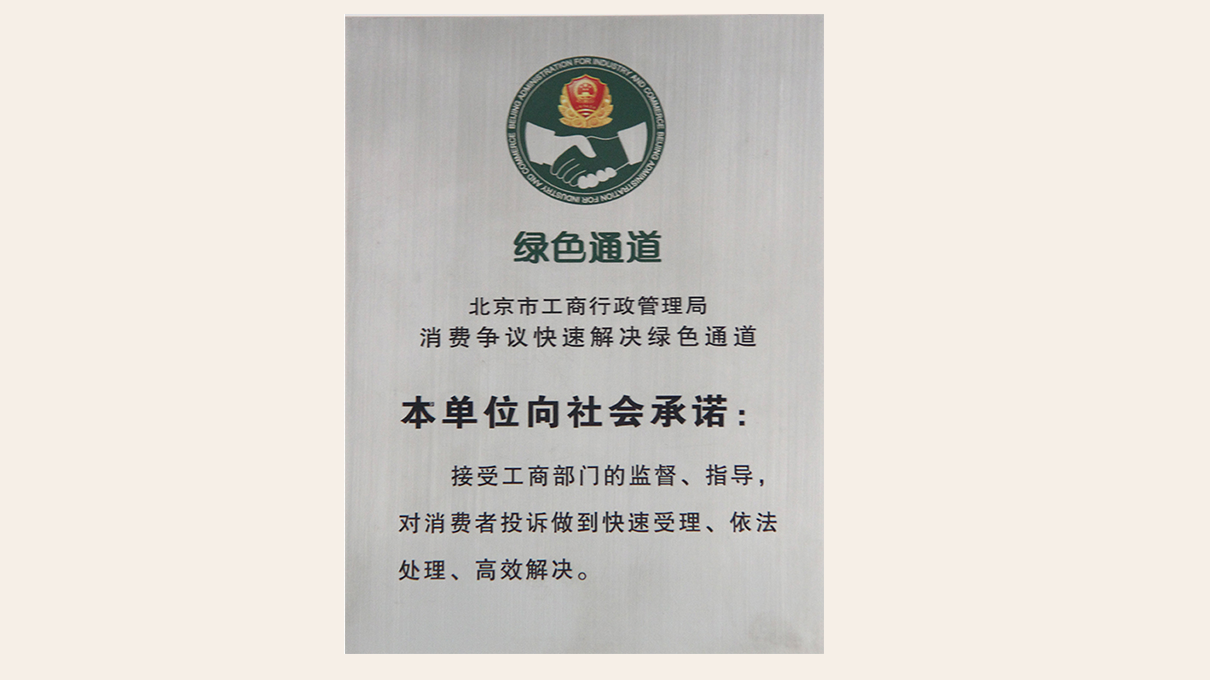 BEIJING ADMINISTRATION FOR INDUSTRY AND COMMERCE BEIJING ADMINISTRATION FOR INDUSTRY AND COMMERCE
绿色通道
北京市工商行政管理局
消费争议快速解决绿色通道
本单位向社会承诺：
接受工商部门的监督、指导，
对消费者投诉做到快速受理、依法
处理、高效解决。